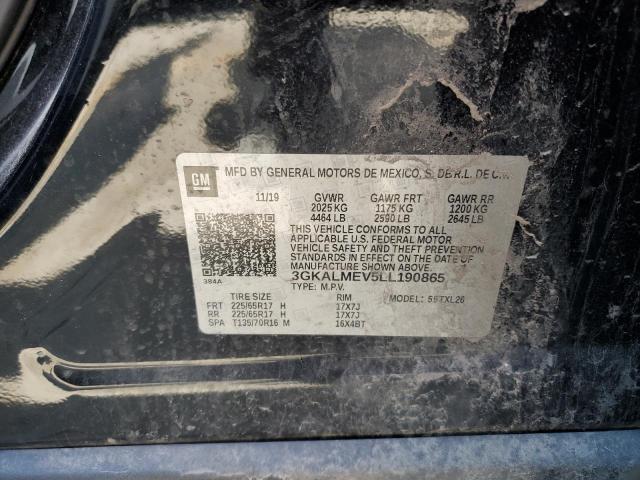 GM
MFD BY GENERAL MOTORS DE MEXICO, S. DE R.L. DE C.V.
11/19 GVWR GAWR FRT GAWR RR
2025 KG 1175 KG 1200 KG
4464 LB 2590 LB 2645 LB
THIS VEHICLE CONFORMS TO ALL
APPLICABLE U.S. FEDERAL MOTOR
VEHICLE SAFETY AND THEFT PREVENTION
STANDARDS IN EFFECT ON THE DATE OF
MANUFACTURE SHOWN ABOVE.
384A
3GKALMEV5LL190865
TYPE: M.P.V.
TIRE SIZE RIM MODEL:
FRT 225/65R17 H 17X7J
RR 225/65R17 H 17X7J
SPA T135/70R16 M 16X4BT